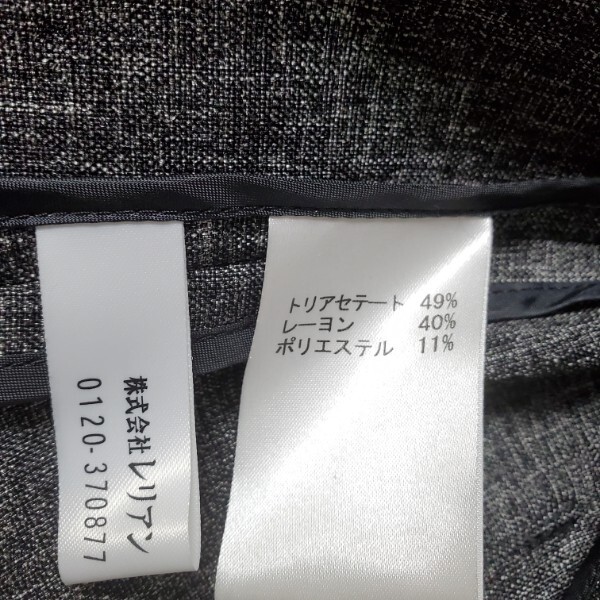 トリアセテート 49%
レーヨン 40%
ポリエステル 11%
株式会社レリアン
0120-370877